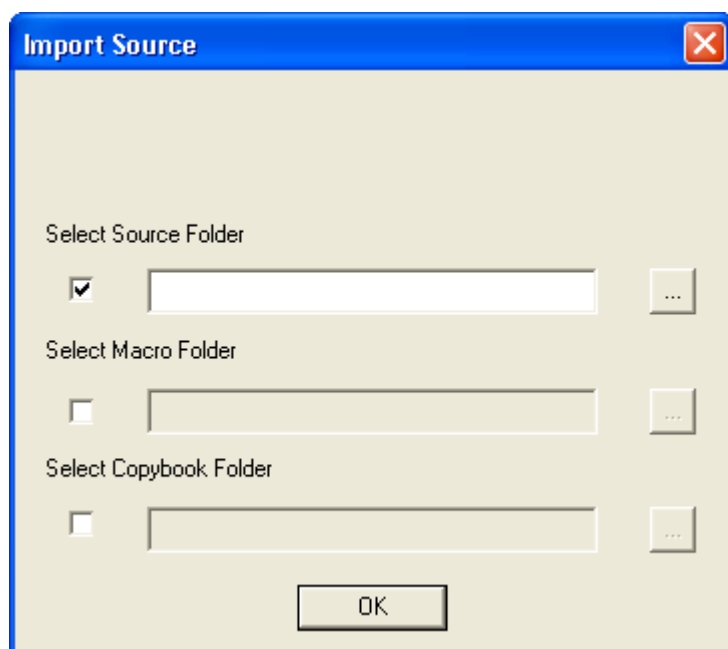 Import Source
Select Source Folder
...
Select Macro Folder
...
Select Copybook Folder
...
OK